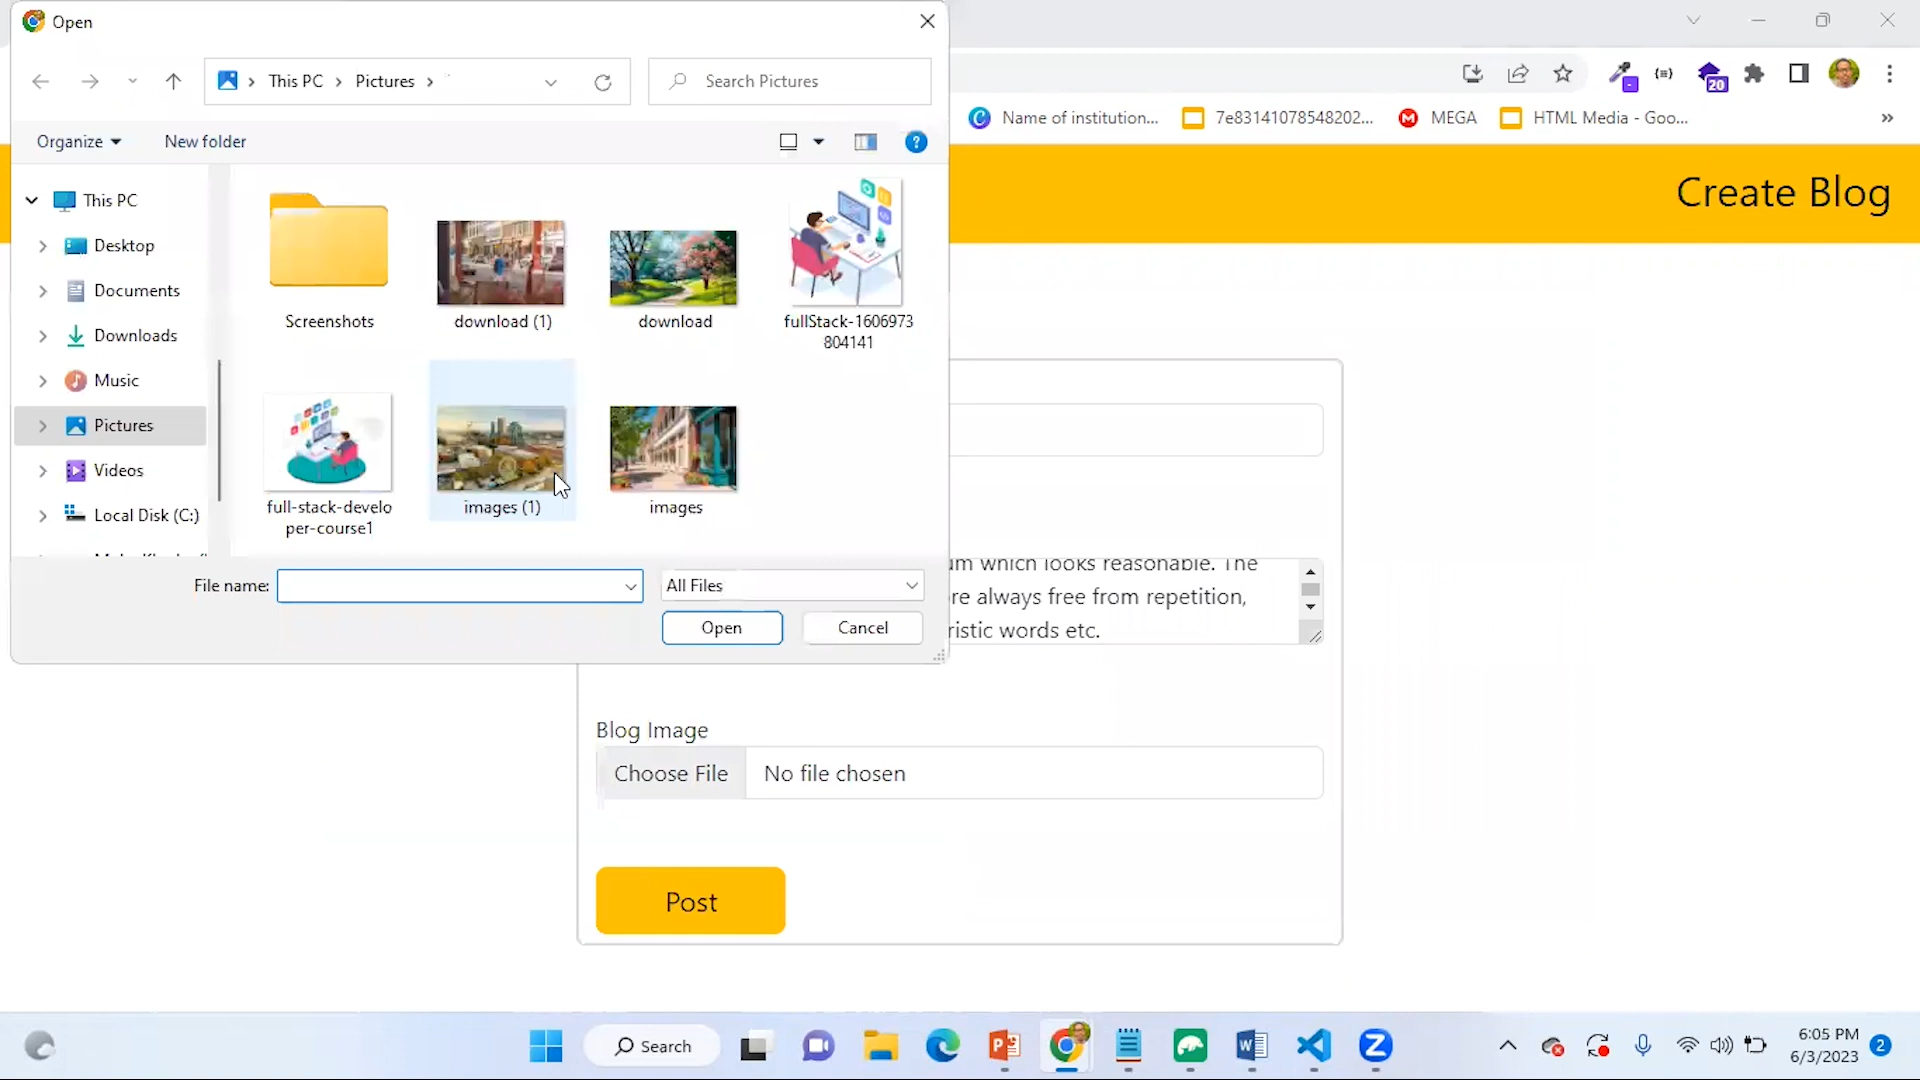 Open
This PC
Pictures
Search Pictures
Organize
New folder
This PC
Desktop
Documents
Downloads
Music
Pictures
Videos
Local Disk (C:)
Screenshots
download (1)
download
fullStack-1606973
804141
full-stack-develo
per-course1
images (1)
images
File name:
All Files
Open
Cancel
20
Name of institution...
7e83141078548202...
MEGA
HTML Media - Goo...
Create Blog
which looks reasonable. The
always free from repetition,
words etc.
Blog Image
Choose File
No file chosen
Post
Search
6:05 PM
6/3/2023
2